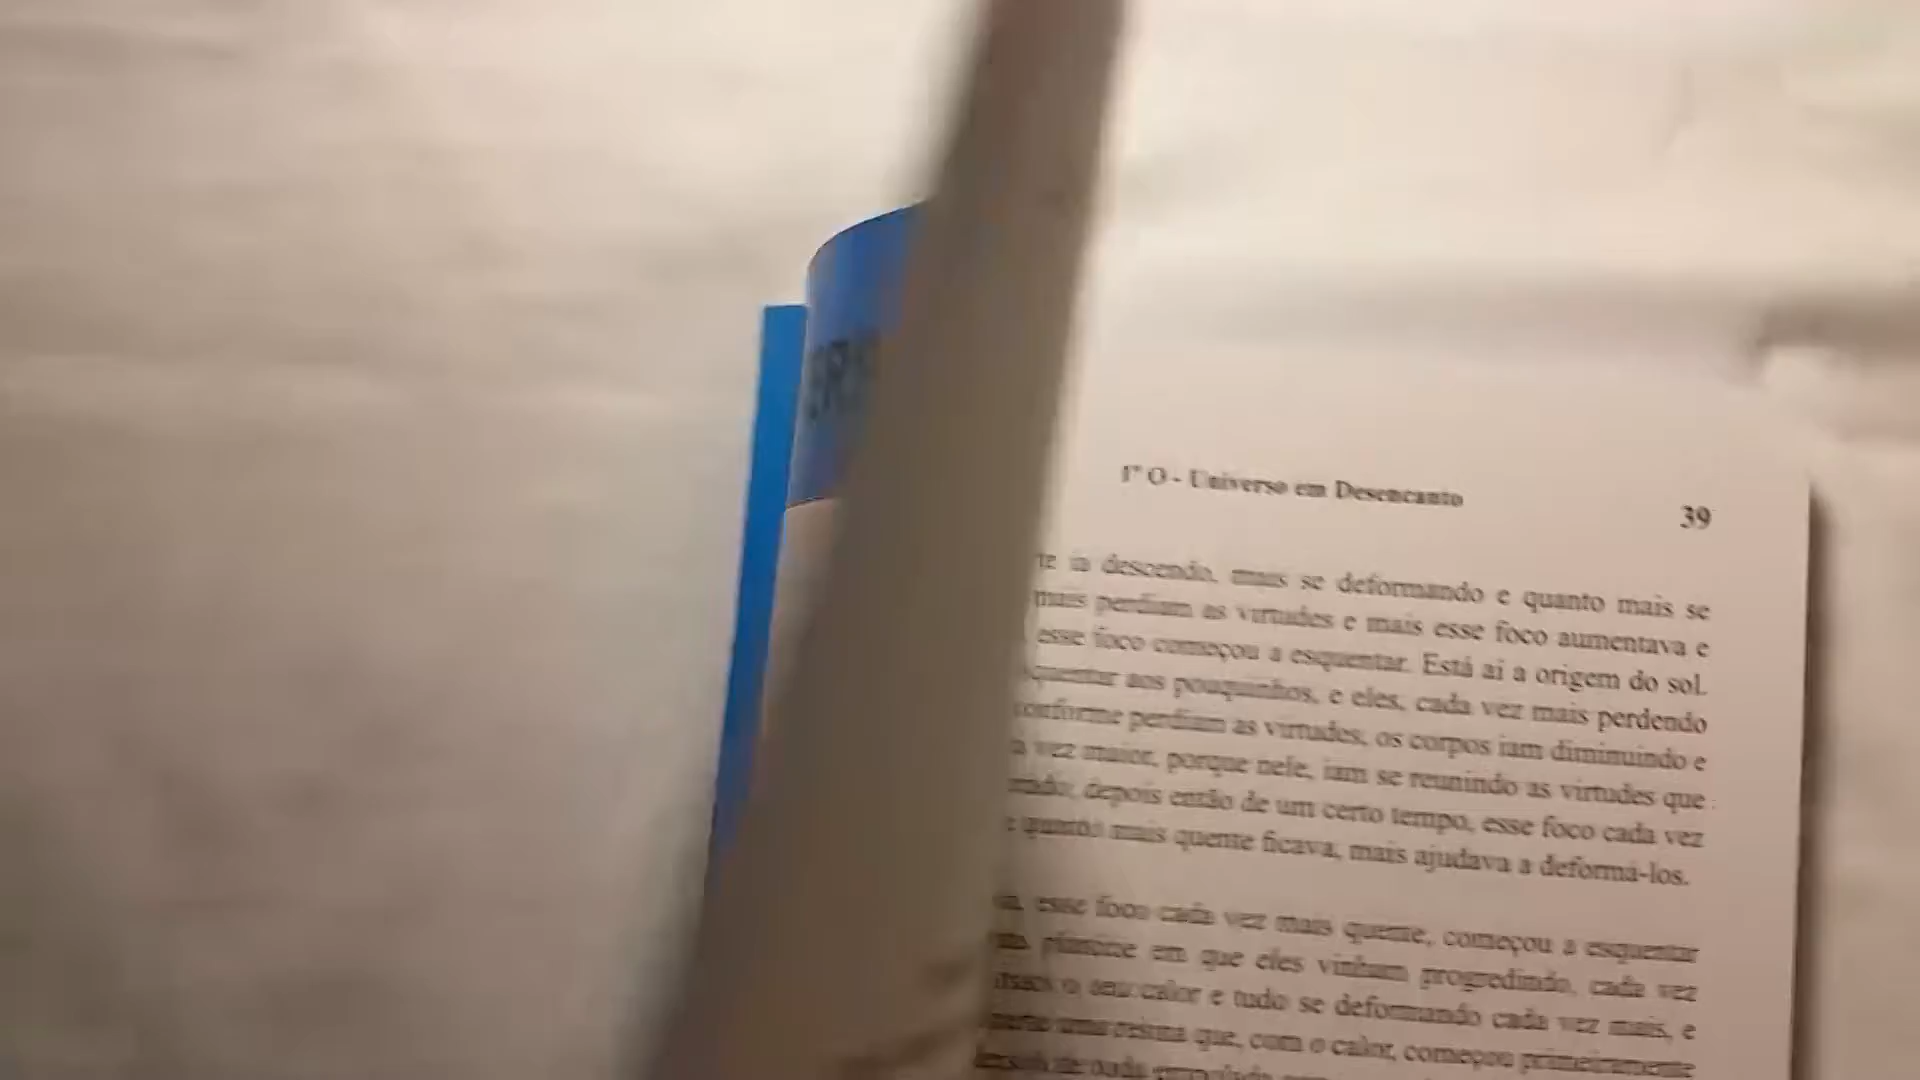 1º O - Universo em Desencanto
39
descendo, mais se deformando e quanto mais se
mais perdiam as virtudes e mais esse foco aumentava e
esse foco começou a esquentar. Está aí a origem do sol.
aos pouquinhos, e eles, cada vez mais perdendo
conforme perdiam as virtudes, os corpos iam diminuindo e
vez maior, porque nele, iam se reunindo as virtudes que
depois então de um certo tempo, esse foco cada vez
e quanto mais quente ficava, mais ajudava a deformá-los.
esse foco cada vez mais quente, começou a esquentar
em que eles vinham progredindo, cada vez
o seu calor e tudo se deformando cada vez mais, e
uma resina que, com o calor, começou primeiramente